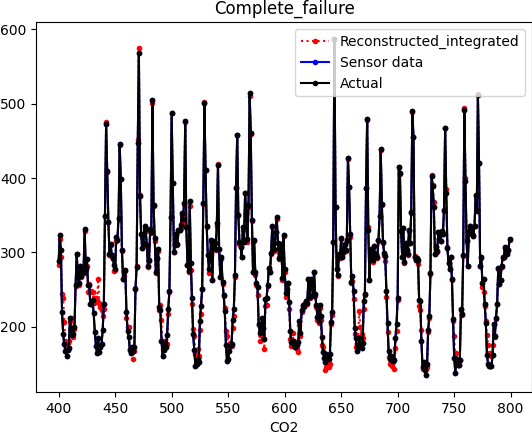 Complete_failure
600
500
400
300
200
Reconstructed_integrated
Sensor data
Actual
400 450 500 550 600 650 700 750 800
CO2